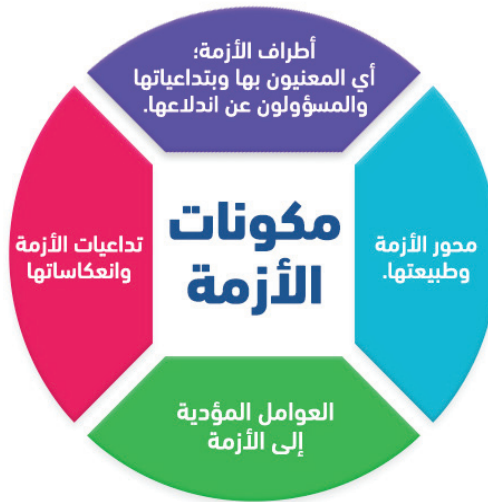 أطراف الأزمة؛
أي المعنيون بها وبتداعياتها
والمسؤولون عن اندلاعها.
محور الأزمة
وطبيعتها.
مكونات
الأزمة
تداعيات الأزمة
وانعكاساتها
العوامل المؤدية
إلى الأزمة